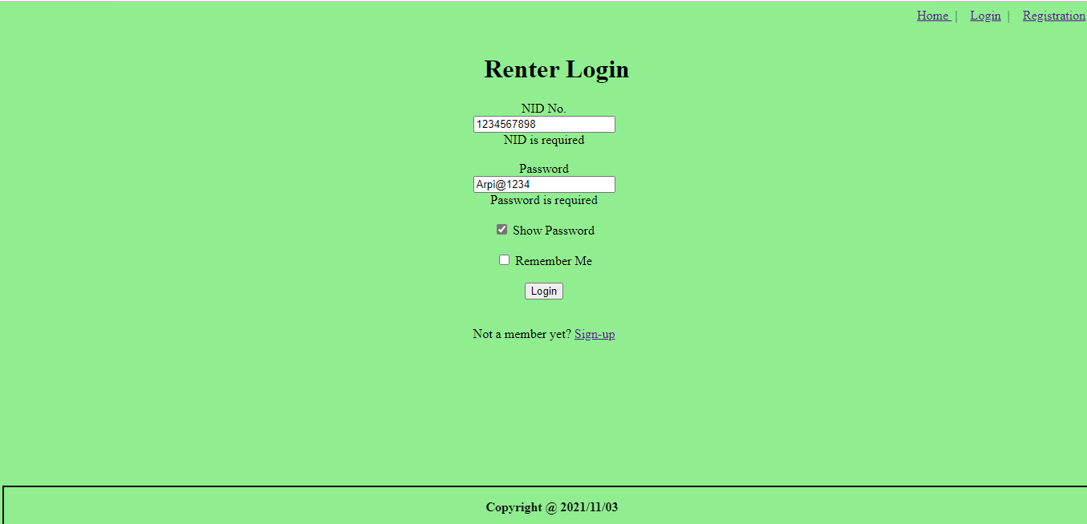 Home | Login | Registration
Renter Login
NID No.
1234567898
NID is required
Password
Arpi@1234
Password is required
Show Password
Remember Me
Login
Not a member yet? Sign-up
Copyright @ 2021/11/03